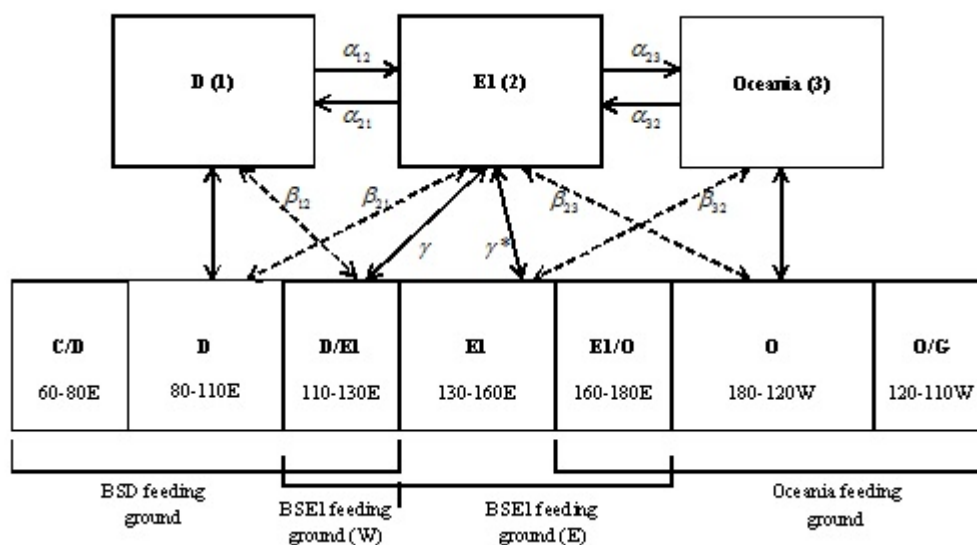 D (1)
α12
α21
E1 (2)
α23
α32
Oceania (3)
β12
β21
γ
γ*
β23
β32
C/D
60-80E
D
80-110E
D/E1
110-130E
E1
130-160E
E1/O
160-180E
O
180-120W
O/G
120-110W
BSD feeding
ground
BSE1 feeding
ground (W)
BSE1 feeding
ground (E)
Oceania feeding
ground